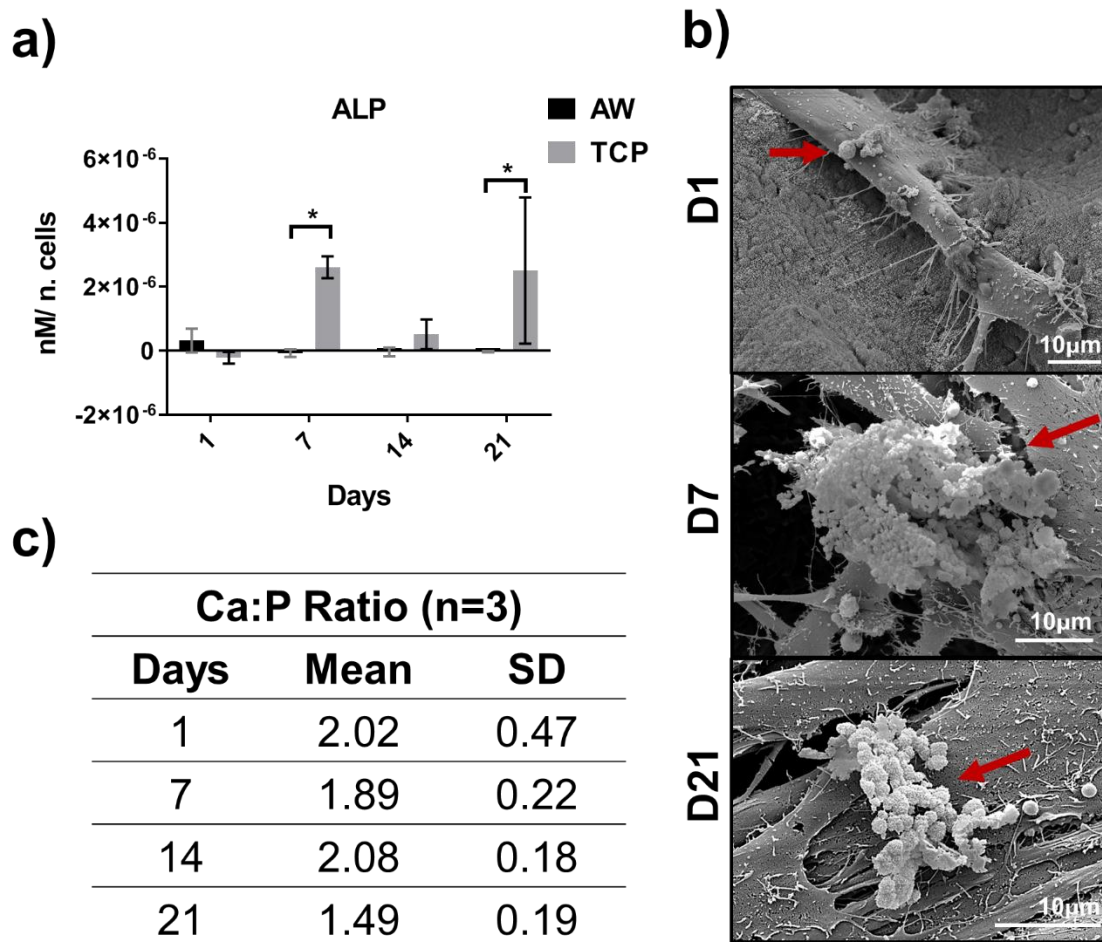 a)
ALP
AW
TCP
6×10⁻⁶
4×10⁻⁶
2×10⁻⁶
0
-2×10⁻⁶
nM/ n. cells
*
*
1 7 14 21
Days
b)
D1
10µm
D7
10µm
D21
10µm
c)
Ca:P Ratio (n=3)
Days Mean SD
1 2.02 0.47
7 1.89 0.22
14 2.08 0.18
21 1.49 0.19